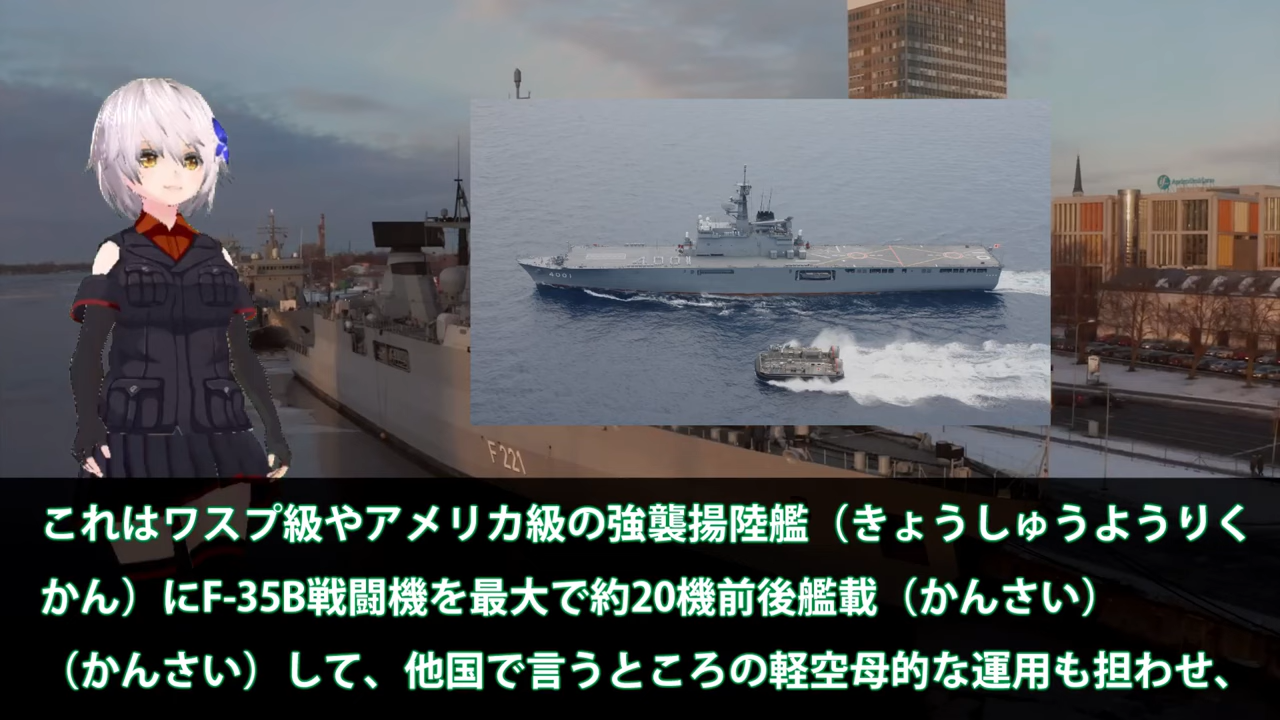 4001
4001
F221
これはワスプ級やアメリカ級の強襲揚陸艦（きょうしゅうようりく
かん）にF-35B戦闘機を最大で約20機前後艦載（かんさい）
（かんさい）して、他国で言うところの軽空母的な運用も担わせ、